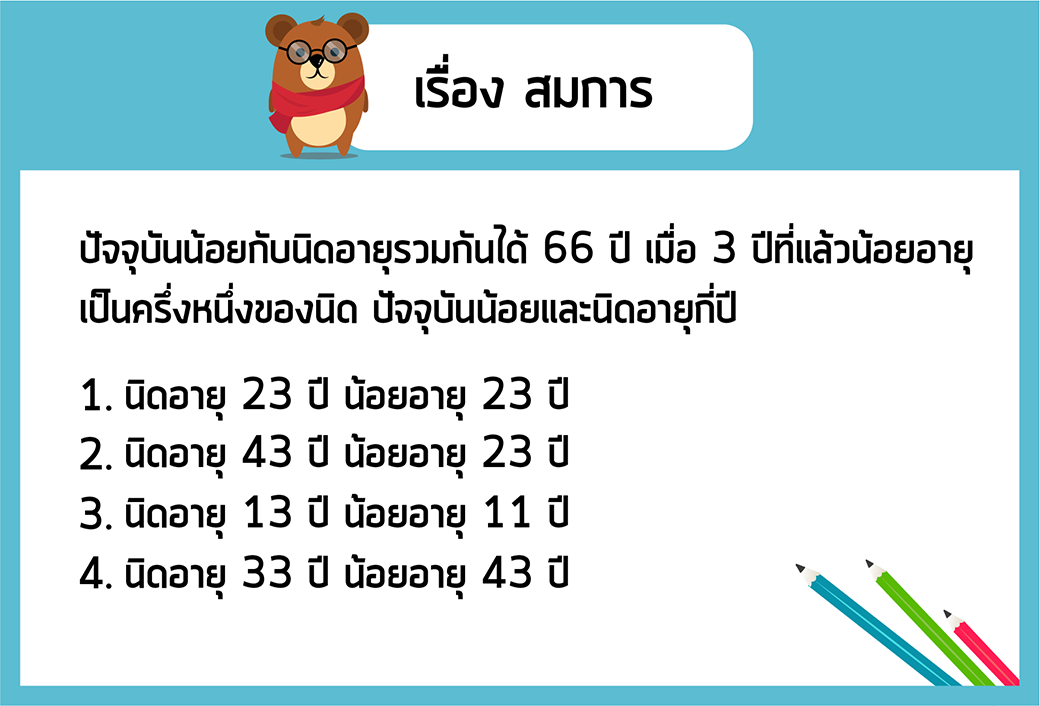 เรื่อง สมการ
ปัจจุบันน้อยกับนิดอายุรวมกันได้ 66 ปี เมื่อ 3 ปีที่แล้วน้อยอายุ
เป็นครึ่งหนึ่งของนิด ปัจจุบันน้อยและนิดอายุกี่ปี
1. นิดอายุ 23 ปี น้อยอายุ 23 ปี
2. นิดอายุ 43 ปี น้อยอายุ 23 ปี
3. นิดอายุ 13 ปี น้อยอายุ 11 ปี
4. นิดอายุ 33 ปี น้อยอายุ 43 ปี